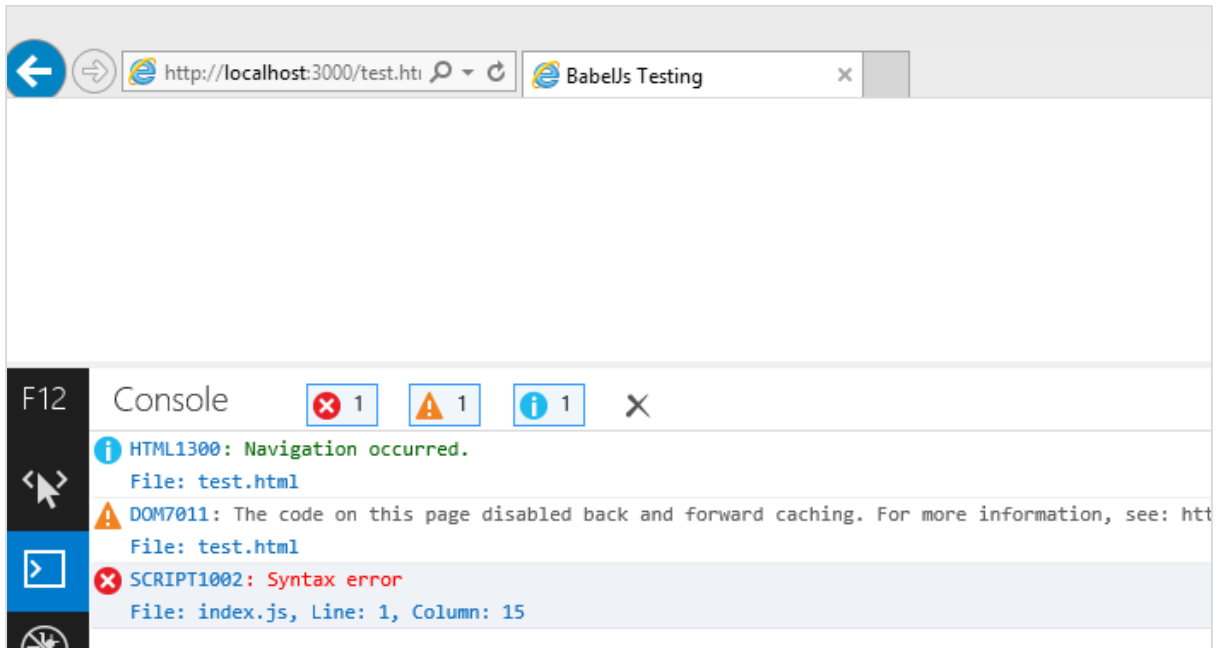 http://localhost:3000/test.ht
BabelJs Testing
F12
Console
1
1
1
HTML1300: Navigation occurred.
File: test.html
DOM7011: The code on this page disabled back and forward caching. For more information, see: htt
File: test.html
SCRIPT1002: Syntax error
File: index.js, Line: 1, Column: 15